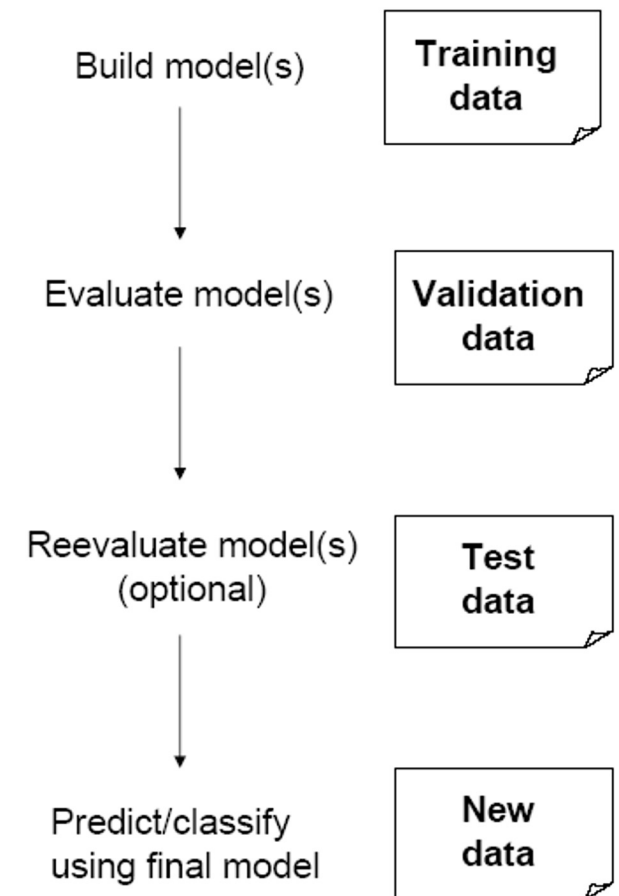 Build model(s)
Training
data
Evaluate model(s)
Validation
data
Reevaluate model(s)
(optional)
Test
data
Predict/classify
using final model
New
data